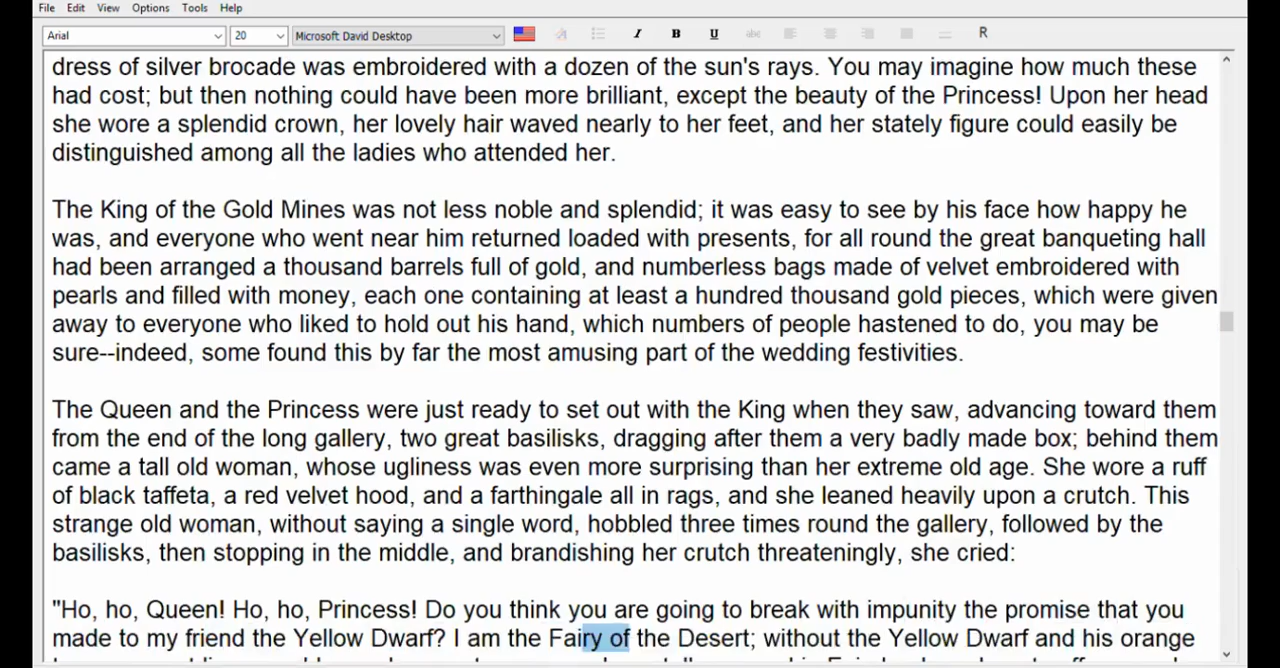 File Edit View Options Tools Help
Arial 20 Microsoft David Desktop I B U abc R
dress of silver brocade was embroidered with a dozen of the sun's rays. You may imagine how much these
had cost; but then nothing could have been more brilliant, except the beauty of the Princess! Upon her head
she wore a splendid crown, her lovely hair waved nearly to her feet, and her stately figure could easily be
distinguished among all the ladies who attended her.
The King of the Gold Mines was not less noble and splendid; it was easy to see by his face how happy he
was, and everyone who went near him returned loaded with presents, for all round the great banqueting hall
had been arranged a thousand barrels full of gold, and numberless bags made of velvet embroidered with
pearls and filled with money, each one containing at least a hundred thousand gold pieces, which were given
away to everyone who liked to hold out his hand, which numbers of people hastened to do, you may be
sure--indeed, some found this by far the most amusing part of the wedding festivities.
The Queen and the Princess were just ready to set out with the King when they saw, advancing toward them
from the end of the long gallery, two great basilisks, dragging after them a very badly made box; behind them
came a tall old woman, whose ugliness was even more surprising than her extreme old age. She wore a ruff
of black taffeta, a red velvet hood, and a farthingale all in rags, and she leaned heavily upon a crutch. This
strange old woman, without saying a single word, hobbled three times round the gallery, followed by the
basilisks, then stopping in the middle, and brandishing her crutch threateningly, she cried:
"Ho, ho, Queen! Ho, ho, Princess! Do you think you are going to break with impunity the promise that you
made to my friend the Yellow Dwarf? I am the Fairy of the Desert; without the Yellow Dwarf and his orange